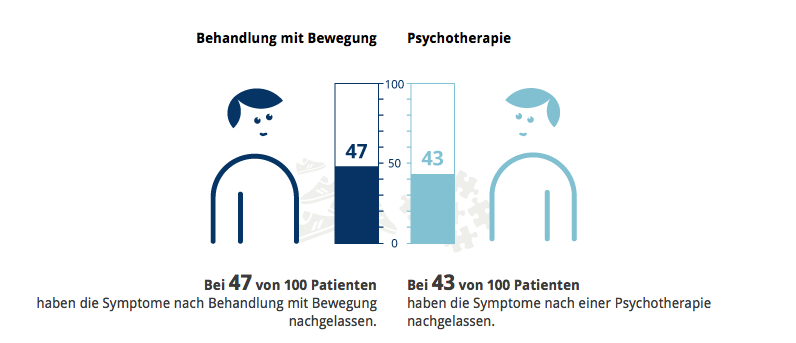 Behandlung mit Bewegung
Psychotherapie
100
47
43
50
0
Bei 47 von 100 Patienten
haben die Symptome nach Behandlung mit Bewegung
nachgelassen.
Bei 43 von 100 Patienten
haben die Symptome nach einer Psychotherapie
nachgelassen.